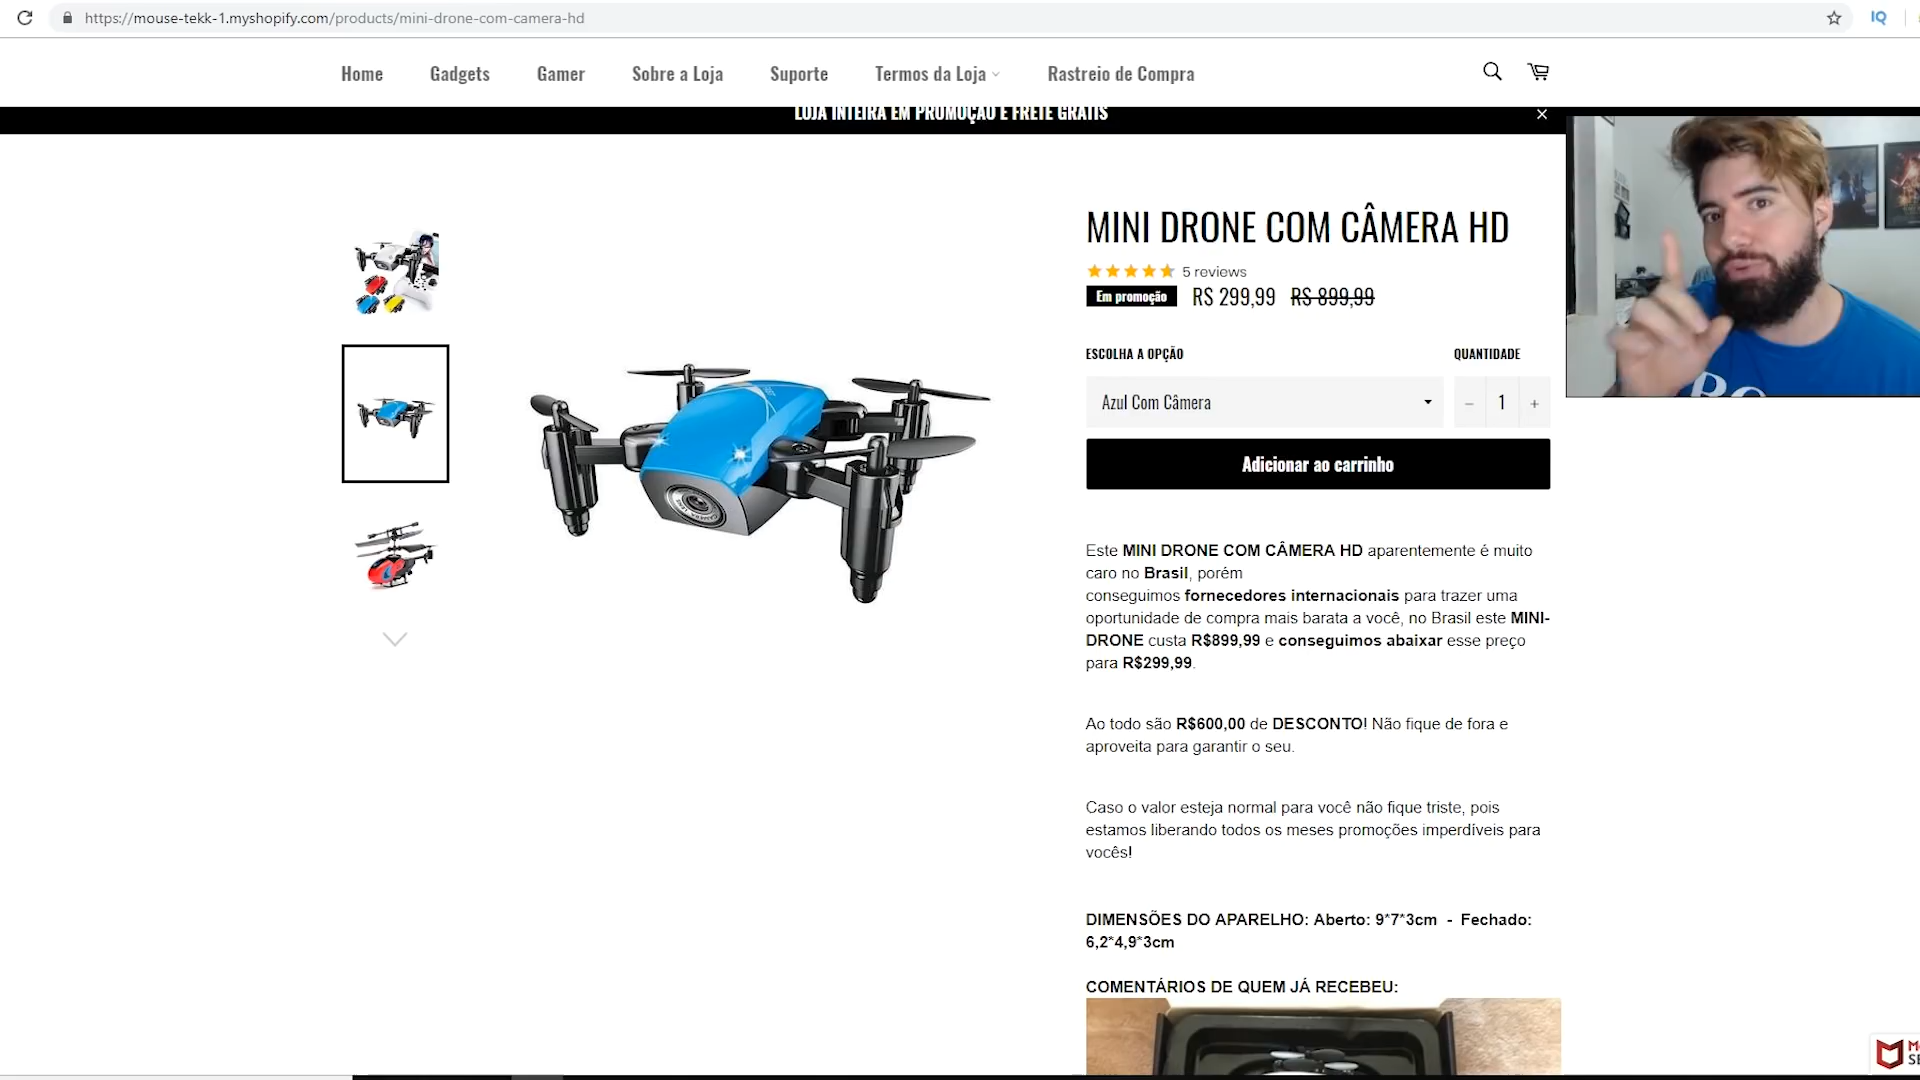 https://mouse-tekk-1.myshopify.com/products/mini-drone-com-camera-hd
IQ
Home
Gadgets
Gamer
Sobre a Loja
Suporte
Termos da Loja
Rastreio de Compra
LOJA INTEIRA EM PROMOÇÃO E FRETE GRÁTIS
MINI DRONE COM CÂMERA HD
5 reviews
Em promoção
R$ 299,99
R$ 899,99
ESCOLHA A OPÇÃO
QUANTIDADE
Azul Com Câmera
− 1 +
Adicionar ao carrinho
Este MINI DRONE COM CÂMERA HD aparentemente é muito
caro no Brasil, porém
conseguimos fornecedores internacionais para trazer uma
oportunidade de compra mais barata a você, no Brasil este MINI-
DRONE custa R$899,99 e conseguimos abaixar esse preço
para R$299,99.
Ao todo são R$600,00 de DESCONTO! Não fique de fora e
aproveita para garantir o seu.
Caso o valor esteja normal para você não fique triste, pois
estamos liberando todos os meses promoções imperdíveis para
vocês!
DIMENSÕES DO APARELHO: Aberto: 9*7*3cm - Fechado:
6,2*4,9*3cm
COMENTÁRIOS DE QUEM JÁ RECEBEU: